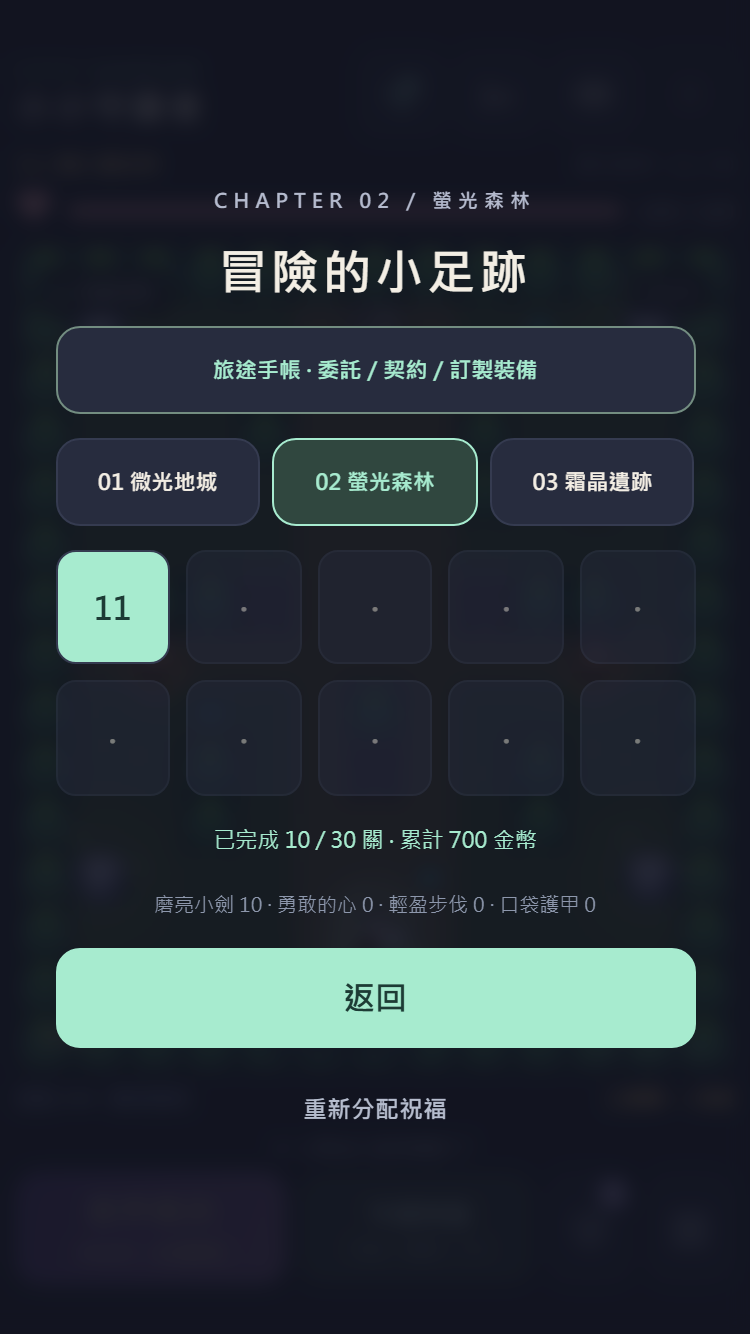 CHAPTER 02 / 螢光森林
冒險的小足跡
旅途手帳 · 委託 / 契約 / 訂製裝備
01 微光地城
02 螢光森林
03 霜晶遺跡
11
已完成 10 / 30 關 · 累計 700 金幣
磨亮小劍 10 · 勇敢的心 0 · 輕盈步伐 0 · 口袋護甲 0
返回
重新分配祝福